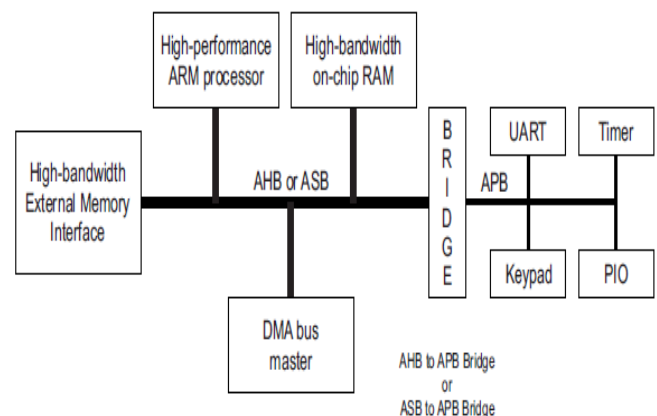 High-performance
ARM processor
High-bandwidth
on-chip RAM
High-bandwidth
External Memory
Interface
AHB or ASB
B
R
I
D
G
E
APB
UART
Timer
Keypad
PIO
DMA bus
master
AHB to APB Bridge
or
ASB to APB Bridge